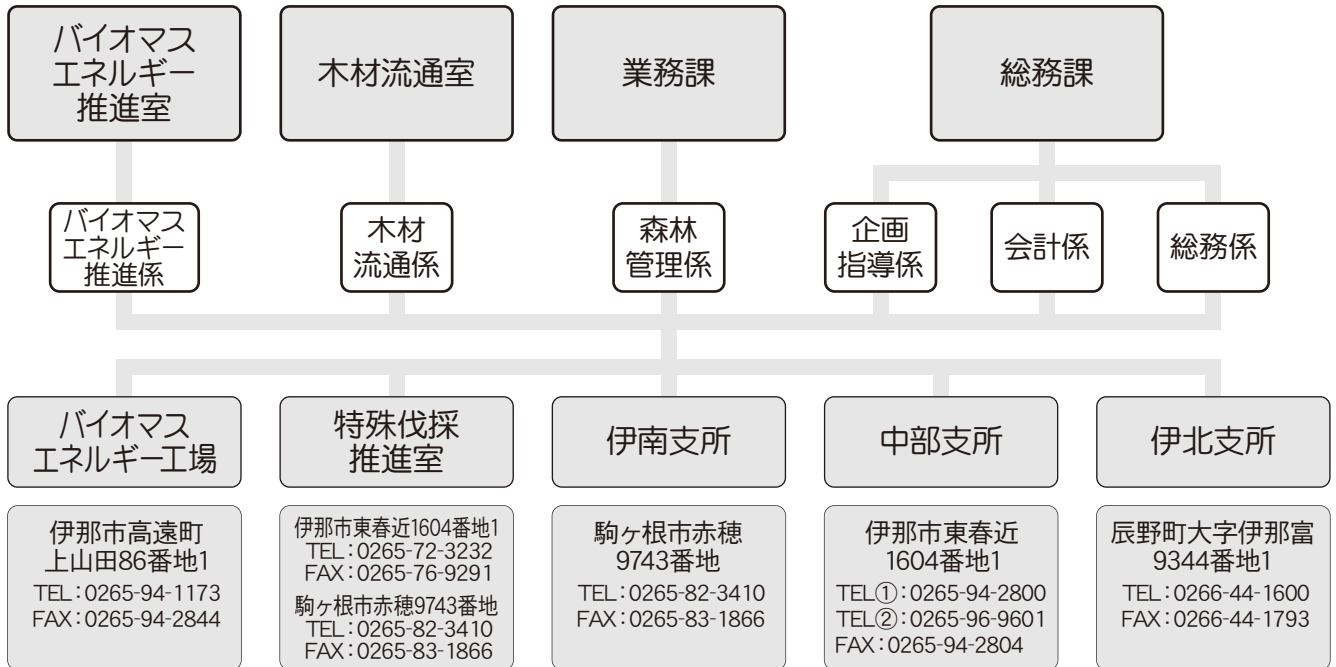 バイオマス
エネルギー
推進室
木材流通室
業務課
総務課
バイオマス
エネルギー
推進係
木材
流通係
森林
管理係
企画
指導係
会計係
総務係
バイオマス
エネルギー工場
特殊伐採
推進室
伊南支所
中部支所
伊北支所
伊那市高遠町
上山田86番地1
TEL：0265-94-1173
FAX：0265-94-2844
伊那市東春近1604番地1
TEL：0265-72-3232
FAX：0265-76-9291
駒ヶ根市赤穂9743番地
TEL：0265-82-3410
FAX：0265-83-1866
駒ヶ根市赤穂
9743番地
TEL：0265-82-3410
FAX：0265-83-1866
伊那市東春近
1604番地1
TEL①：0265-94-2800
TEL②：0265-96-9601
FAX：0265-94-2804
辰野町大字伊那富
9344番地1
TEL：0266-44-1600
FAX：0266-44-1793